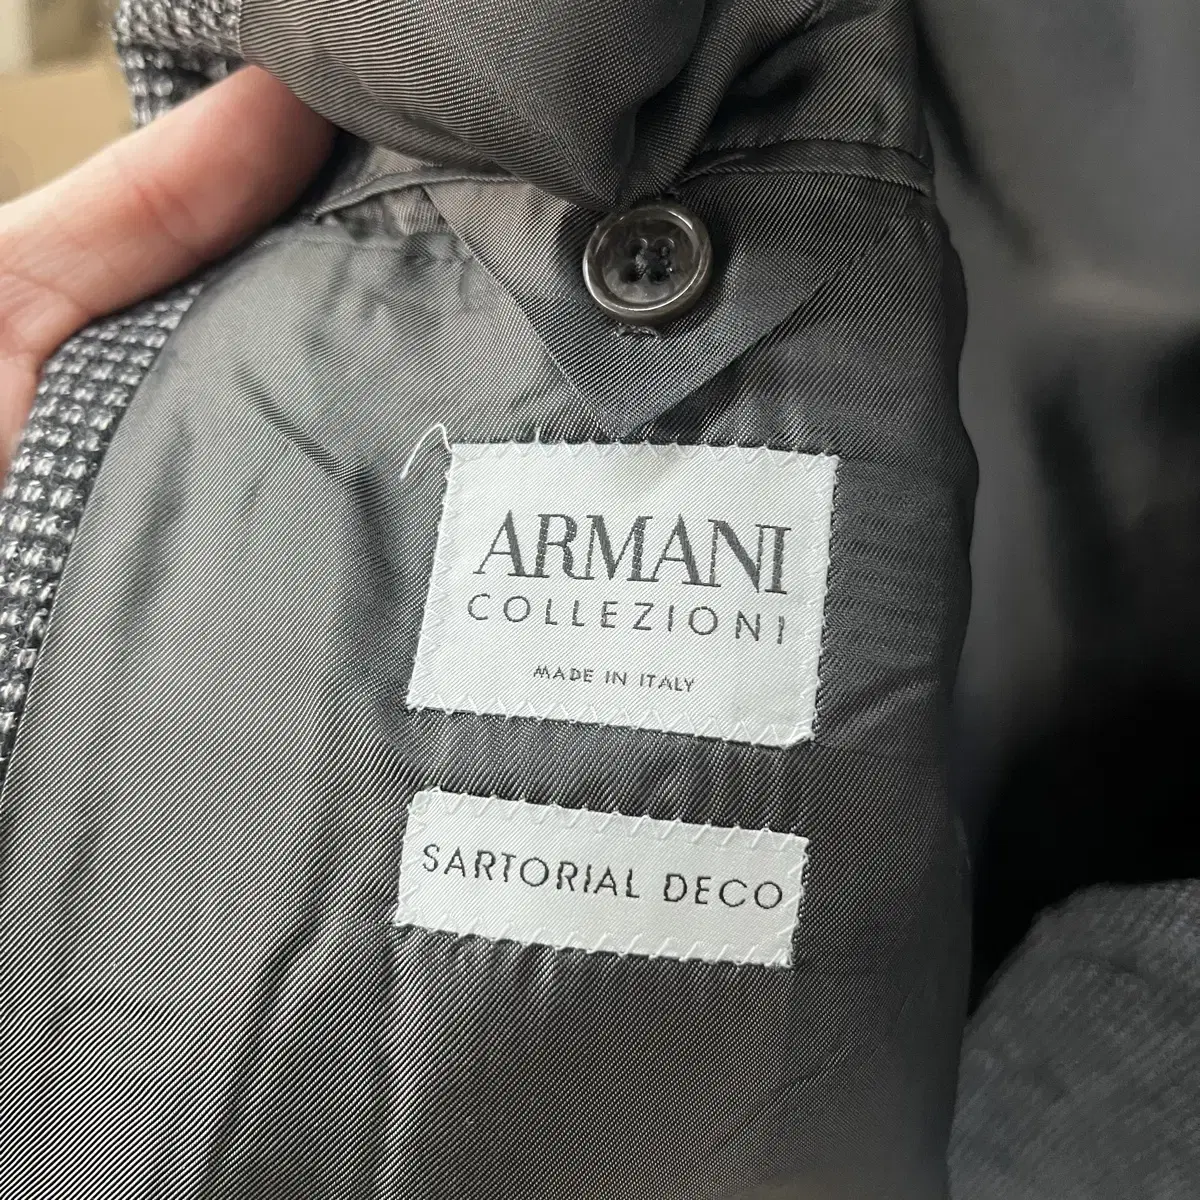 ARMANI
COLLEZIONI
MADE IN ITALY
SARTORIAL DECO